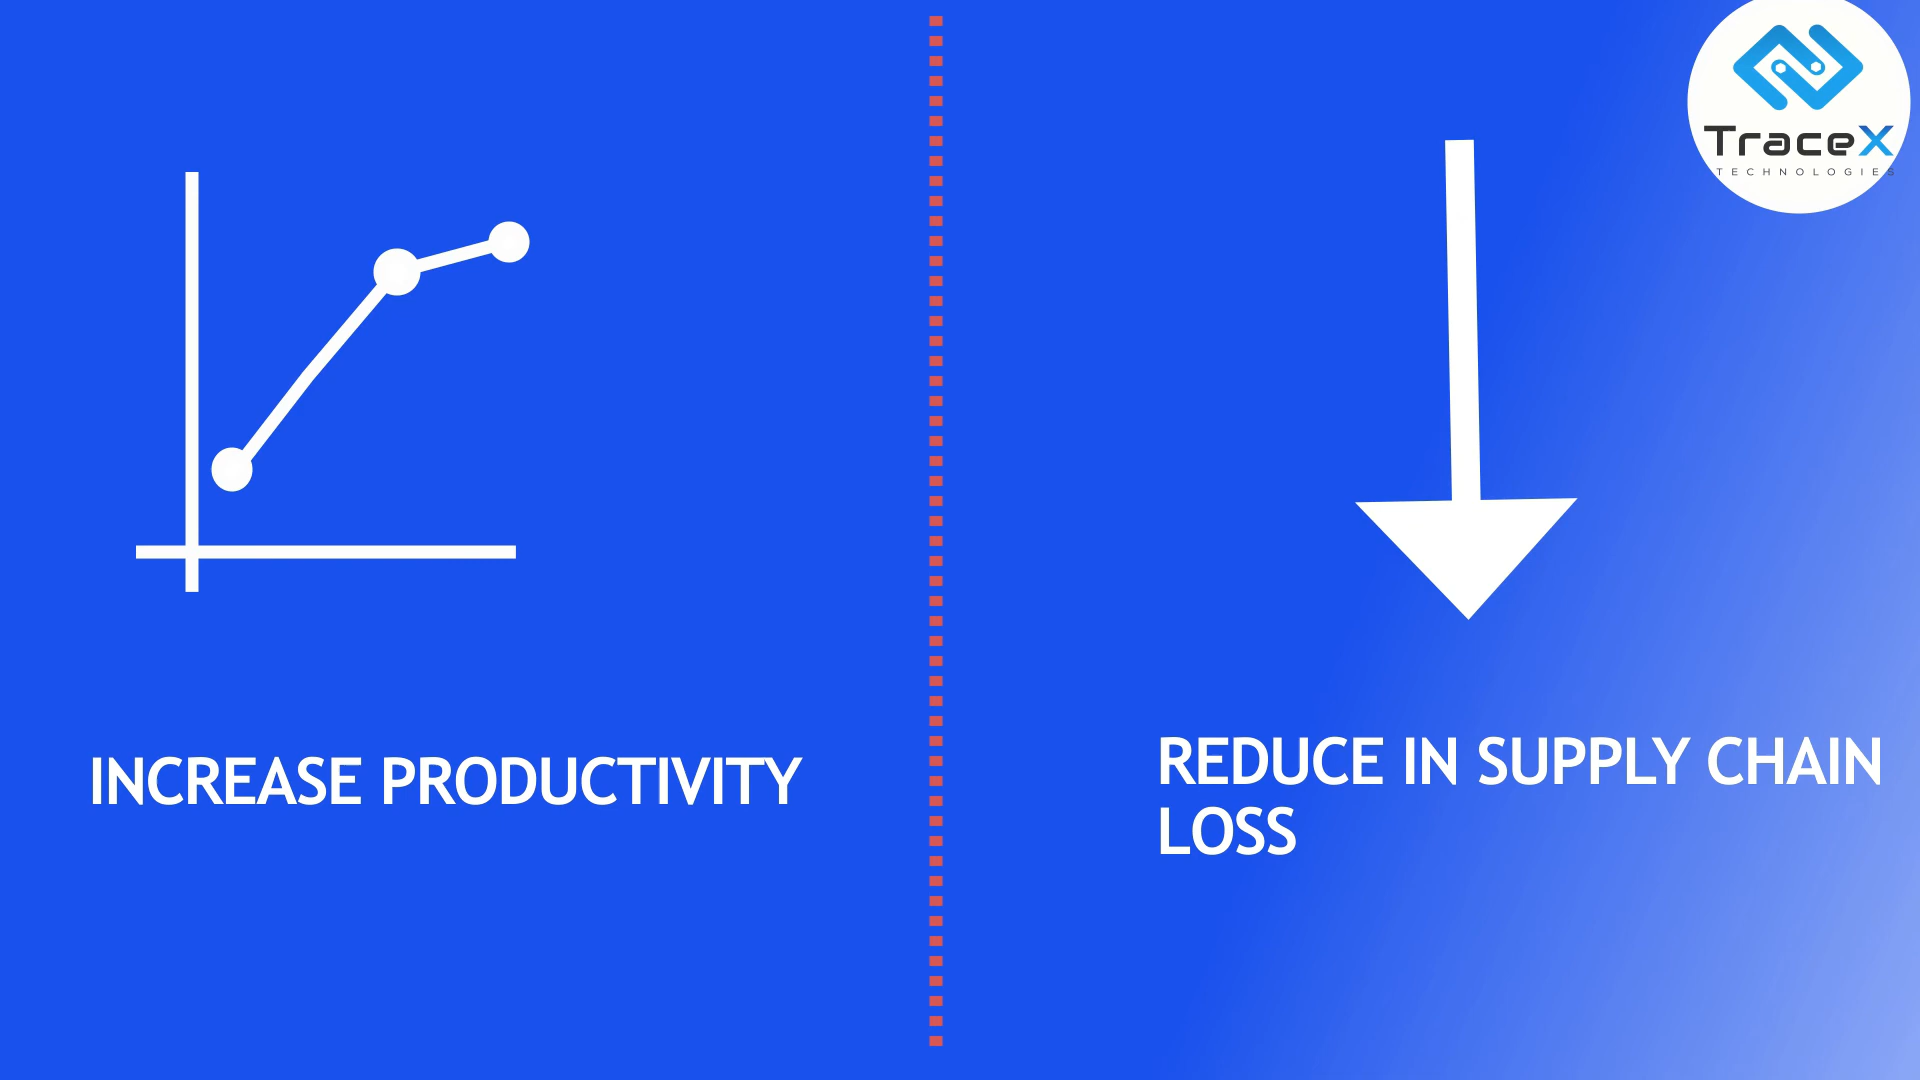 TraceX
TECHNOLOGIES
INCREASE PRODUCTIVITY
REDUCE IN SUPPLY CHAIN
LOSS